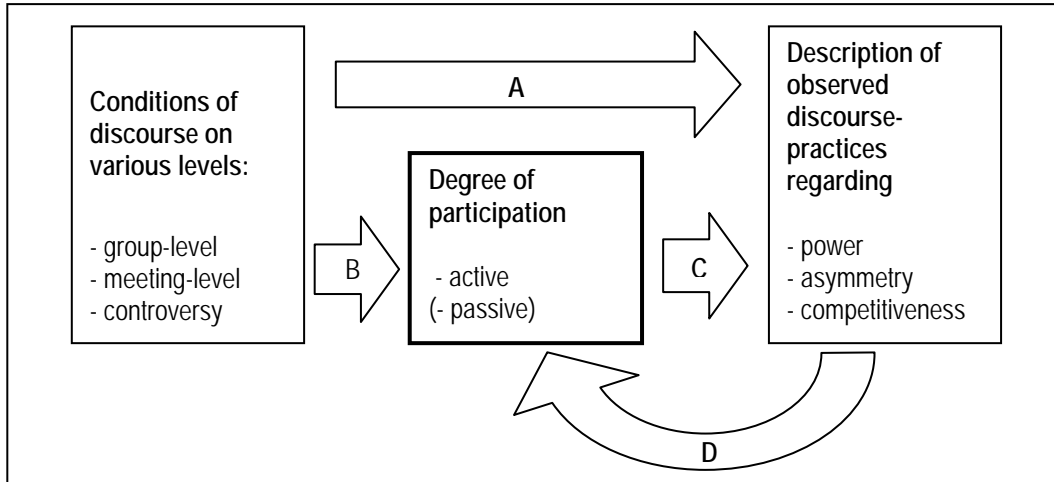 Conditions of
discourse on
various levels:
- group-level
- meeting-level
- controversy
A
B
Degree of
participation
- active
(- passive)
C
Description of
observed
discourse-
practices
regarding
- power
- asymmetry
- competitiveness
D